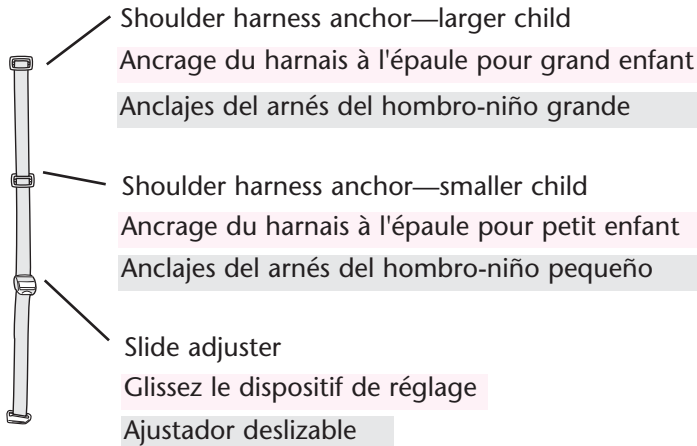 Shoulder harness anchor—larger child
Ancrage du harnais à l'épaule pour grand enfant
Anclajes del arnés del hombro-niño grande
Shoulder harness anchor—smaller child
Ancrage du harnais à l'épaule pour petit enfant
Anclajes del arnés del hombro-niño pequeño
Slide adjuster
Glissez le dispositif de réglage
Ajustador deslizable